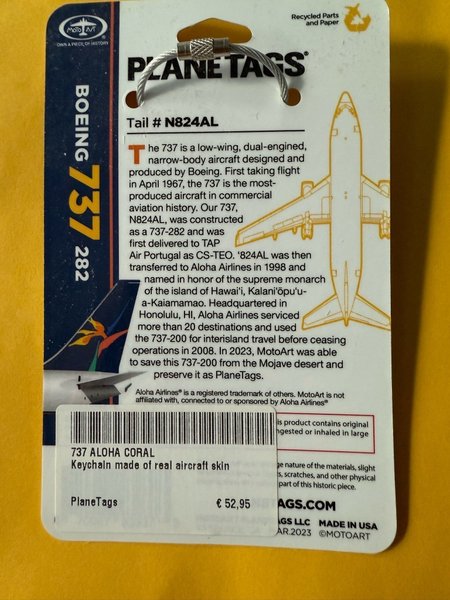 MotoArt
OWN A PIECE OF HISTORY
Recycled Parts
and Paper
PLANETAGS®
BOEING 737 282
Tail # N824AL
The 737 is a low-wing, dual-engined,
narrow-body aircraft designed and
produced by Boeing. First taking flight
in April 1967, the 737 is the most-
produced aircraft in commercial
aviation history. Our 737,
N824AL, was constructed
as a 737-282 and was
first delivered to TAP
Air Portugal as CS-TEO. '824AL was then
transferred to Aloha Airlines in 1998 and
named in honor of the supreme monarch
of the island of Hawai'i, Kalani'ōpu'u-
a-Kaiamamao. Headquartered in
Honolulu, HI, Aloha Airlines serviced
more than 20 destinations and used
the 737-200 for interisland travel before ceasing
operations in 2008. In 2023, MotoArt was able
to save this 737-200 from the Mojave desert and
preserve it as PlaneTags.
Aloha Airlines® is a registered trademark of others. MotoArt is not
affiliated with, connected to or sponsored by Aloha Airlines®
his product contains original
ngested or inhaled in large
ge nature of the materials, slight
s, scratches, and other physical
part of this historic piece.
737 ALOHA CORAL
Keychain made of real aircraft skin
PlaneTags € 52,95
TAGS.COM
TAGS LLC MADE IN USA
AR.2023 ©MOTOART